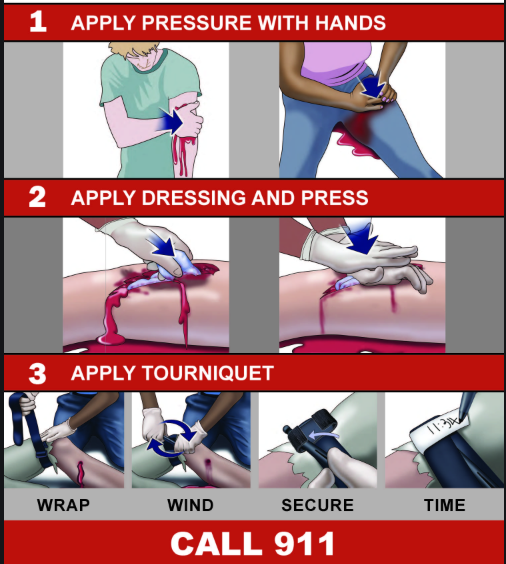 1 APPLY PRESSURE WITH HANDS
2 APPLY DRESSING AND PRESS
3 APPLY TOURNIQUET
WRAP
WIND
SECURE
TIME
CALL 911